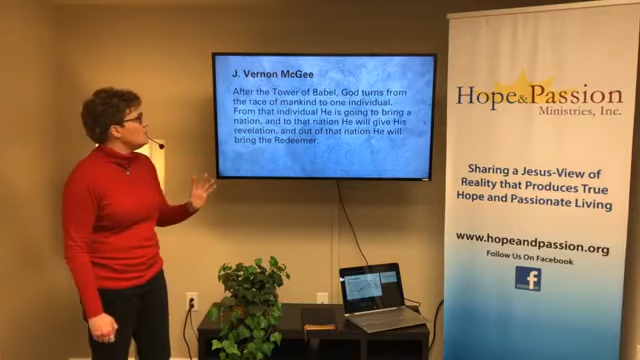 J. Vernon McGee
After the Tower of Babel, God turns from
the race of mankind to one individual.
From that individual He is going to bring a
nation, and to that nation He will give His
revelation, and out of that nation He will
bring the Redeemer.
Hope&Passion
Ministries, Inc.
Sharing a Jesus-View of
Reality that Produces True
Hope and Passionate Living
www.hopeandpassion.org
Follow Us On Facebook
f